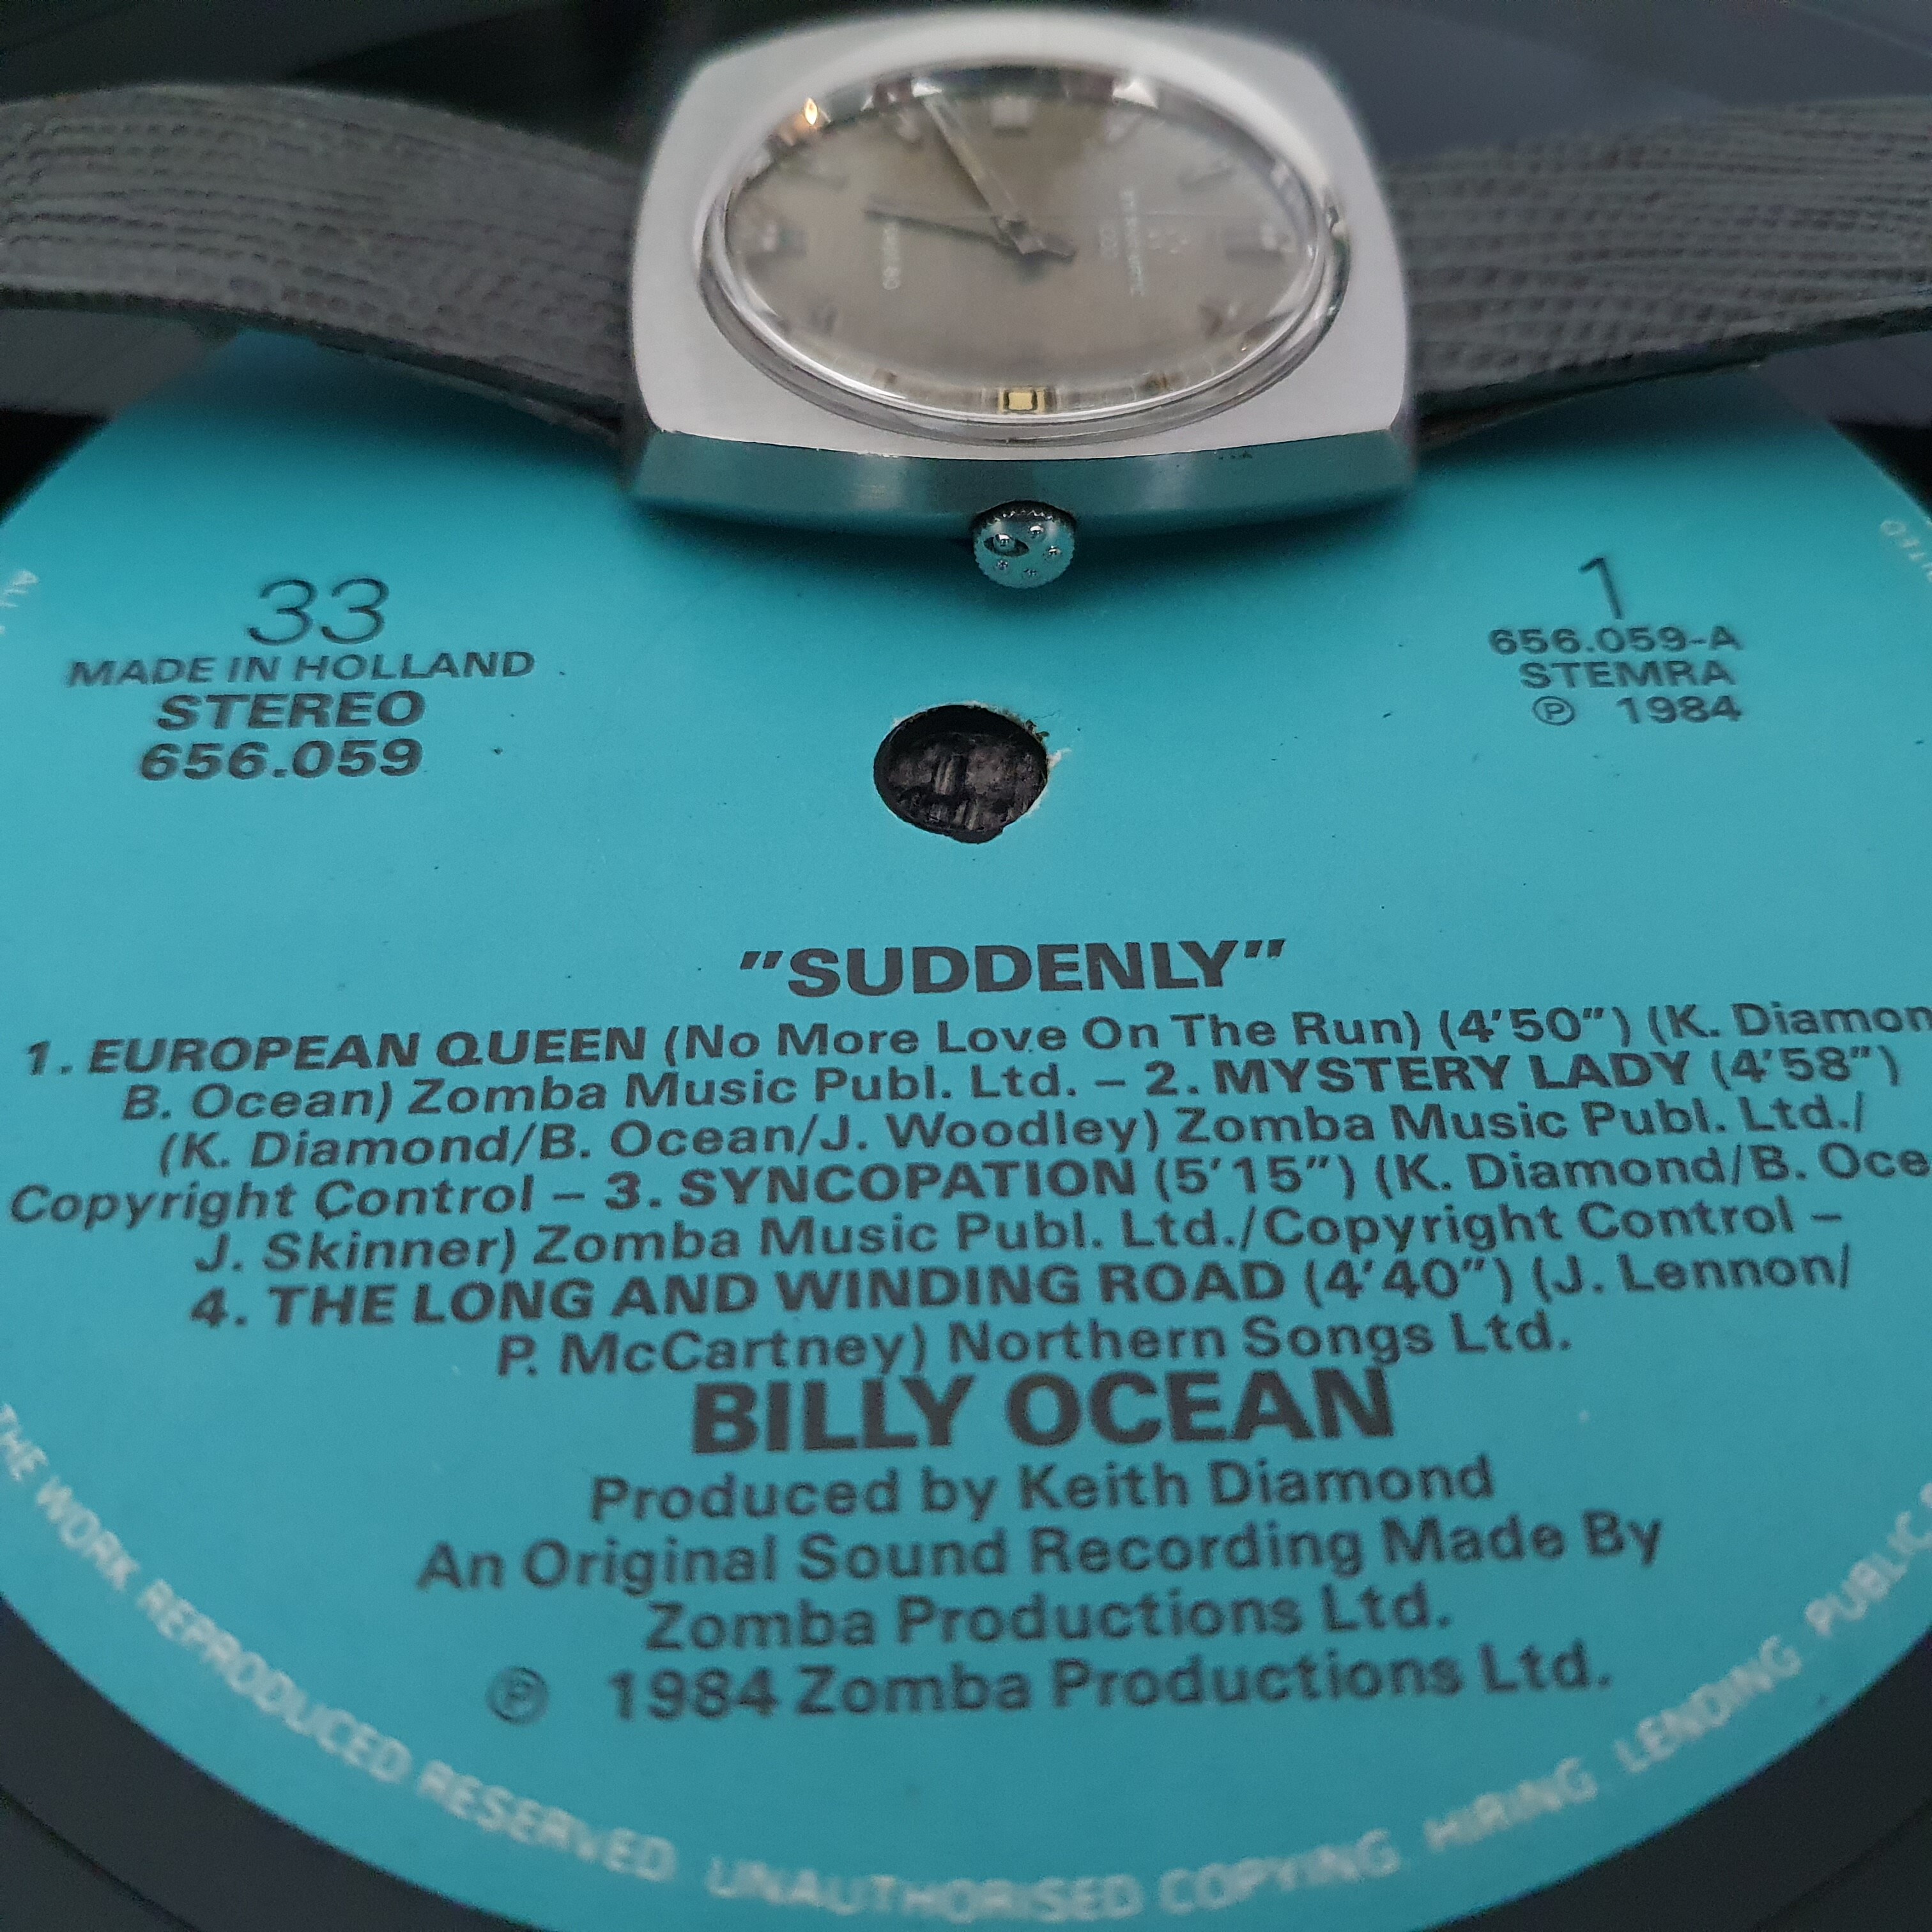 33
MADE IN HOLLAND
STEREO
656.059
1
656.059-A
STEMRA
Ⓟ 1984
"SUDDENLY"
1. EUROPEAN QUEEN (No More Love On The Run) (4'50") (K.
B. Ocean) Zomba Music Publ. Ltd. – 2. MYSTERY LADY (4'58")
(K. Diamond/B. Ocean/J. Woodley) Zomba Music Publ. Ltd./
Copyright Control – 3. SYNCOPATION (5'15") (K. Diamond/B.
J. Skinner) Zomba Music Publ. Ltd./Copyright Control –
4. THE LONG AND WINDING ROAD (4'40") (J. Lennon/
P. McCartney) Northern Songs Ltd.
BILLY OCEAN
Produced by Keith Diamond
An Original Sound Recording Made By
Zomba Productions Ltd.
Ⓟ 1984 Zomba Productions Ltd.
THE WORK REPRODUCED RESERVED UNAUTHORISED COPYING HIRING LENDING PUBLIC